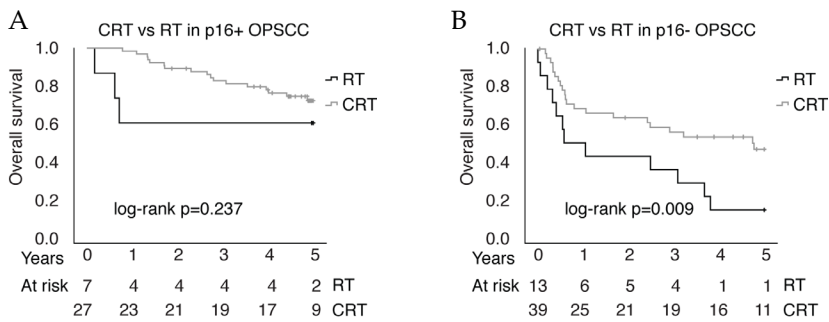 A
CRT vs RT in p16+ OPSCC
Overall survival
1.0
0.8
0.6
0.4
0.2
0.0
RT
CRT
log-rank p=0.237
Years 0 1 2 3 4 5
At risk 7 4 4 4 4 2 RT
27 23 21 19 17 9 CRT
B
CRT vs RT in p16- OPSCC
Overall survival
1.0
0.8
0.6
0.4
0.2
0.0
RT
CRT
log-rank p=0.009
Years 0 1 2 3 4 5
At risk 13 6 5 4 1 1 RT
39 25 21 19 16 11 CRT